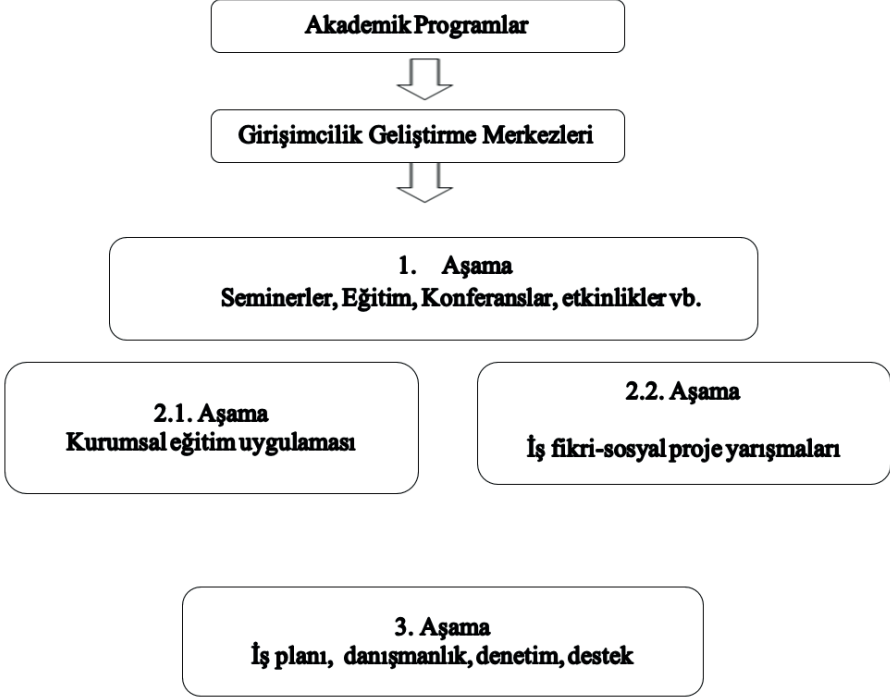 Akademik Programlar
Girişimcilik Geliştirme Merkezleri
1. Aşama
Seminerler, Eğitim, Konferanslar, etkinlikler vb.
2.1. Aşama
Kurumsal eğitim uygulaması
2.2. Aşama
İş fikri-sosyal proje yarışmaları
3. Aşama
İş planı, danışmanlık, denetim, destek